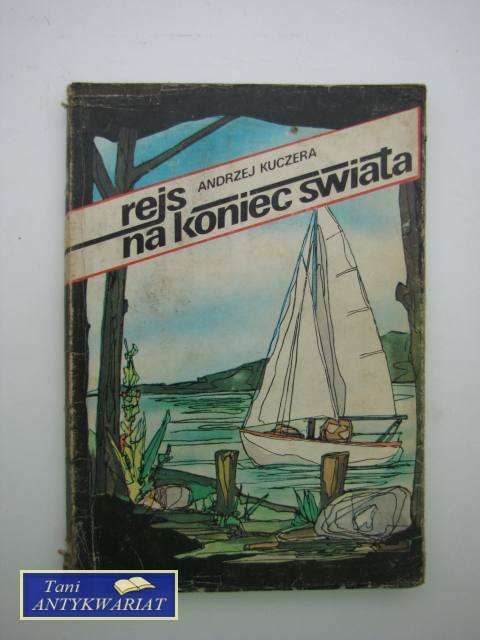 ANDRZEJ KUCZERA
rejs
na koniec świata
Tani
ANTYKWARIAT